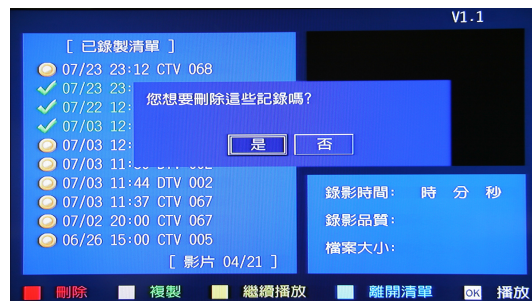 V1.1
[ 已錄製清單 ]
07/23 23:12 CTV 068
07/23 23:
07/22 12:
07/03 12:
07/03 12:
07/03 11:
07/03 11:44 DTV 002
07/03 11:37 CTV 067
07/02 20:00 CTV 067
06/26 15:00 CTV 005
[ 影片 04/21 ]
您想要刪除這些記錄嗎?
是 否
錄影時間: 時 分 秒
錄影品質:
檔案大小:
刪除 複製 繼續播放 離開清單 OK 播放